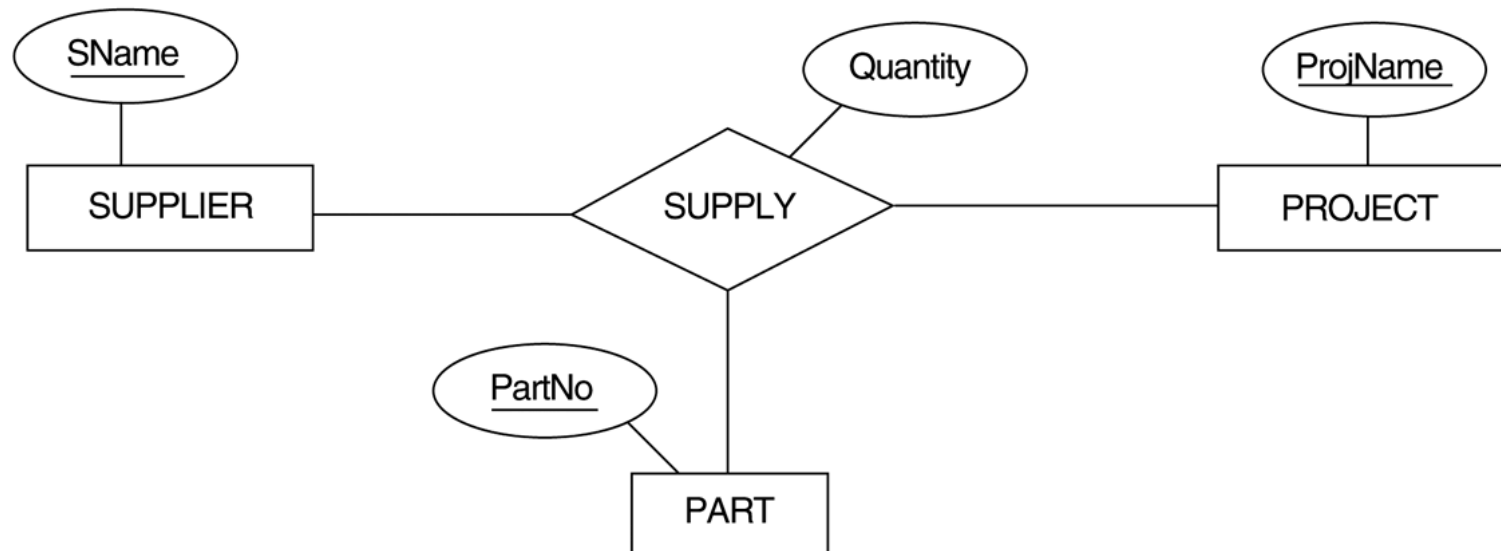 SName
Quantity
ProjName
SUPPLIER
SUPPLY
PROJECT
PartNo
PART